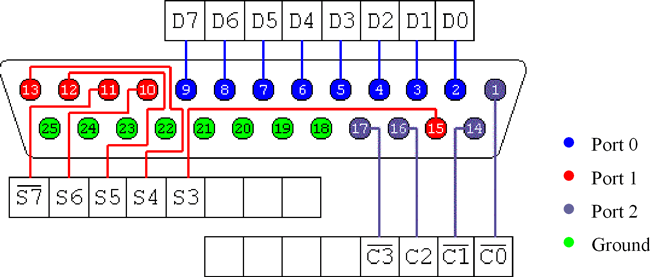 D7 D6 D5 D4 D3 D2 D1 D0
13 12 11 10 9 8 7 6 5 4 3 2 1
25 24 23 22 21 20 19 18 17 16 15 14
S̅7̅ S6 S5 S4 S3
C̅3̅ C2 C̅1̅ C̅0̅
Port 0
Port 1
Port 2
Ground